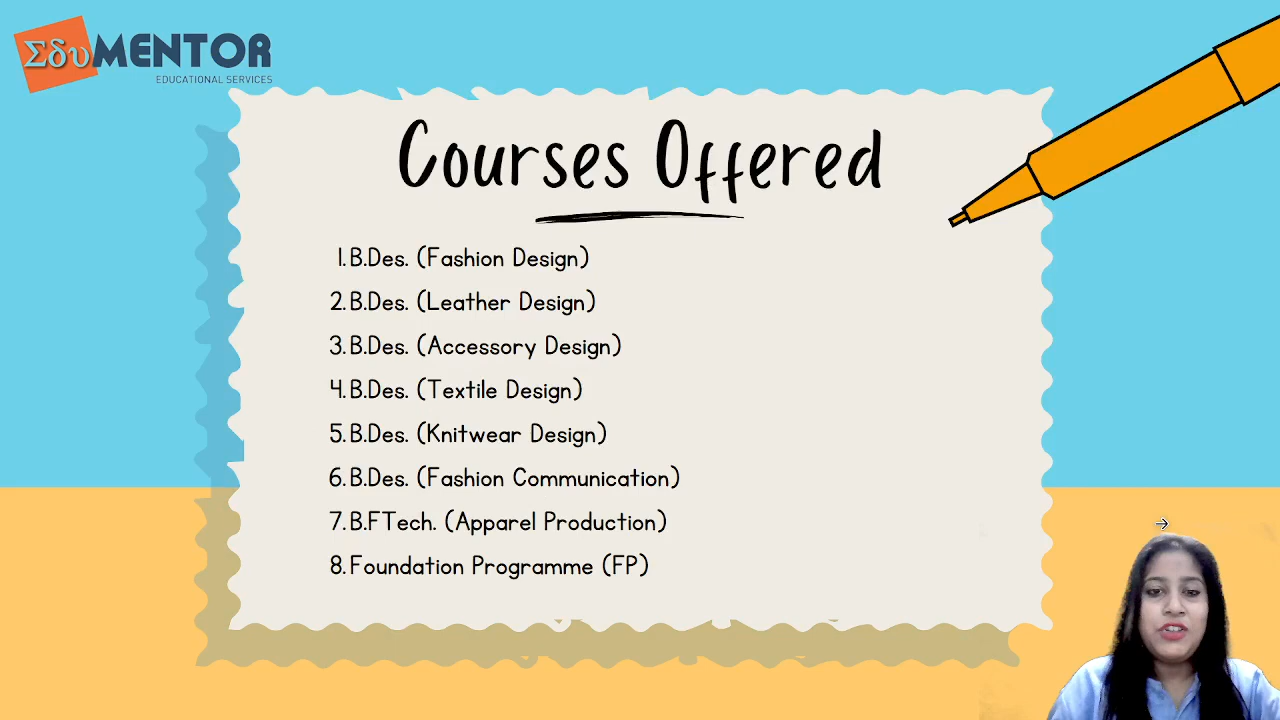 ΣδυMENTOR
EDUCATIONAL SERVICES
Courses Offered
1. B.Des. (Fashion Design)
2. B.Des. (Leather Design)
3. B.Des. (Accessory Design)
4. B.Des. (Textile Design)
5. B.Des. (Knitwear Design)
6. B.Des. (Fashion Communication)
7. B.FTech. (Apparel Production)
8. Foundation Programme (FP)